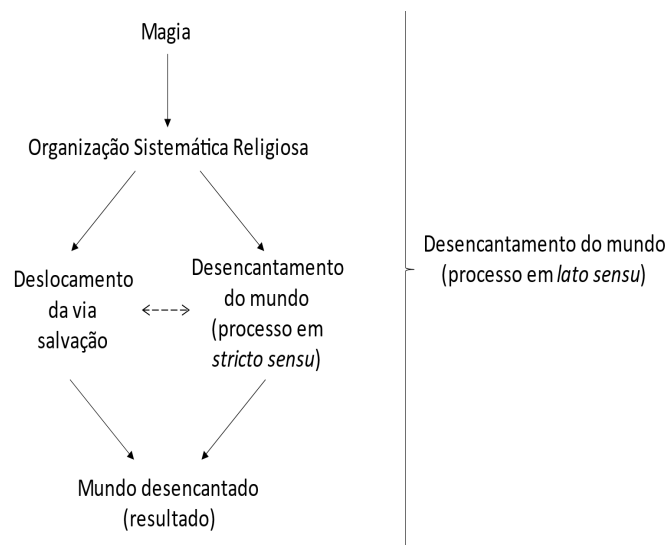 Magia
Organização Sistemática Religiosa
Deslocamento
da via
salvação
Desencantamento
do mundo
(processo em
stricto sensu)
Mundo desencantado
(resultado)
Desencantamento do mundo
(processo em lato sensu)